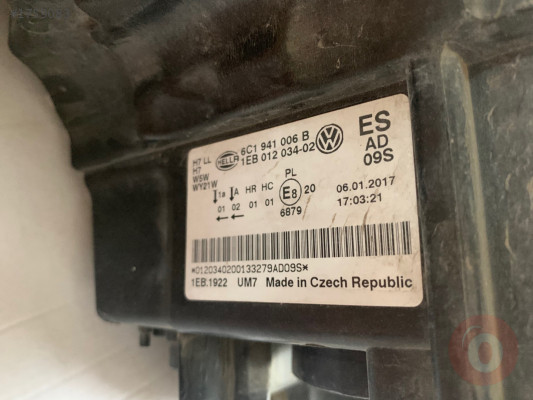 H7 LL
H7
W5W
WY21W
HELLA
6C1 941 006 B
1EB 012 034-02
ES
AD
09S
1a A HR HC PL
01 02 01 01
E8 20
6879
06.01.2017
17:03:21
*0120340200133279AD09S*
1EB.1922 UM7 Made in Czech Republic